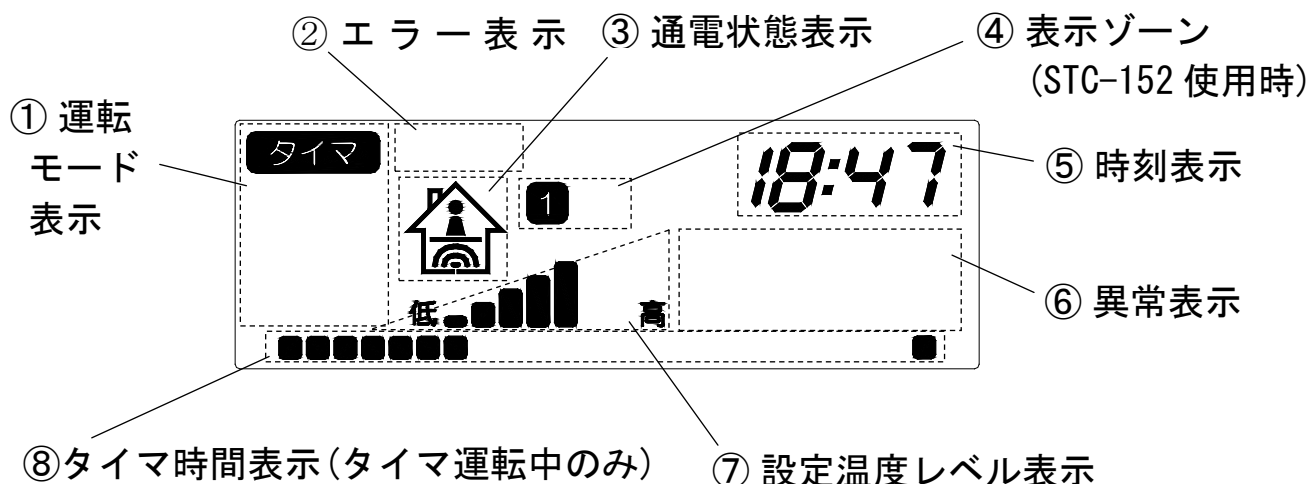 ② エラー表示
③ 通電状態表示
④ 表示ゾーン
(STC-152 使用時)
① 運転
モード
表示
タイマ
18:47
⑤ 時刻表示
1
⑥ 異常表示
低
高
⑧タイマ時間表示(タイマ運転中のみ)
⑦ 設定温度レベル表示